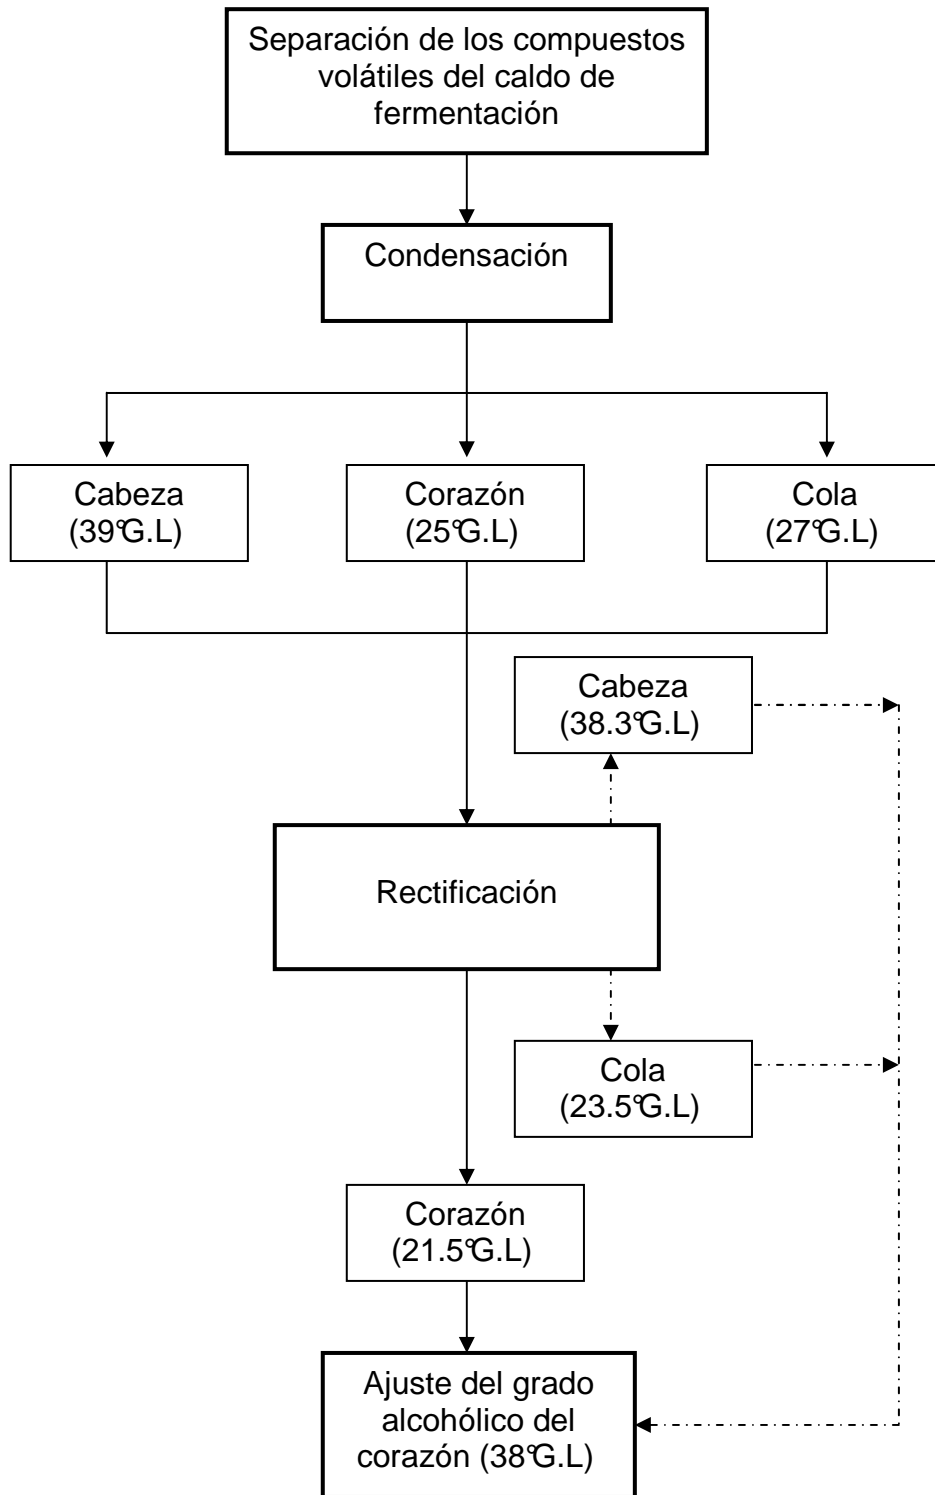 Separación de los compuestos
volátiles del caldo de
fermentación
Condensación
Cabeza
(39°G.L)
Corazón
(25°G.L)
Cola
(27°G.L)
Cabeza
(38.3°G.L)
Rectificación
Cola
(23.5°G.L)
Corazón
(21.5°G.L)
Ajuste del grado
alcohólico del
corazón (38°G.L)